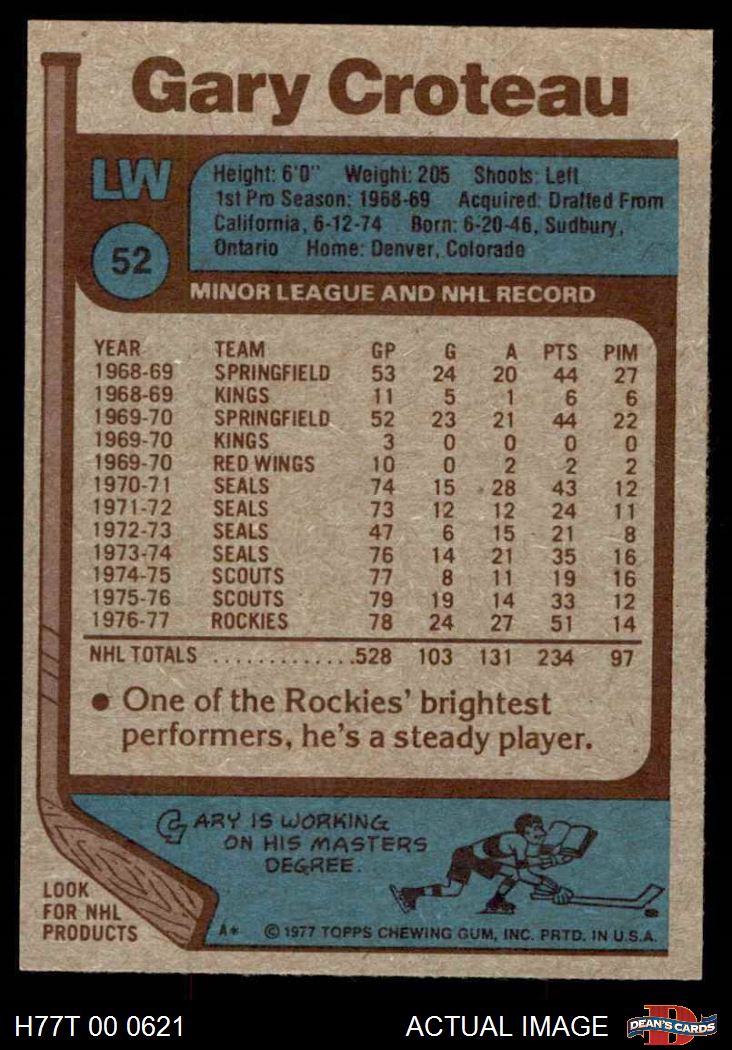 Gary Croteau
LW
Height: 6'0" Weight: 205 Shoots: Left
1st Pro Season: 1968-69 Acquired: Drafted From
California, 6-12-74 Born: 6-20-46, Sudbury,
Ontario Home: Denver, Colorado
52
MINOR LEAGUE AND NHL RECORD
YEAR TEAM GP G A PTS PIM
1968-69 SPRINGFIELD 53 24 20 44 27
1968-69 KINGS 11 5 1 6 6
1969-70 SPRINGFIELD 52 23 21 44 22
1969-70 KINGS 3 0 0 0 0
1969-70 RED WINGS 10 0 2 2 2
1970-71 SEALS 74 15 28 43 12
1971-72 SEALS 73 12 12 24 11
1972-73 SEALS 47 6 15 21 8
1973-74 SEALS 76 14 21 35 16
1974-75 SCOUTS 77 8 11 19 16
1975-76 SCOUTS 79 19 14 33 12
1976-77 ROCKIES 78 24 27 51 14
NHL TOTALS .............528 103 131 234 97
● One of the Rockies' brightest
performers, he's a steady player.
GARY IS WORKING
ON HIS MASTERS
DEGREE.
LOOK
FOR NHL
PRODUCTS
A* © 1977 TOPPS CHEWING GUM, INC. PRTD. IN U.S.A.
H77T 00 0621 ACTUAL IMAGE DEAN'S CARDS